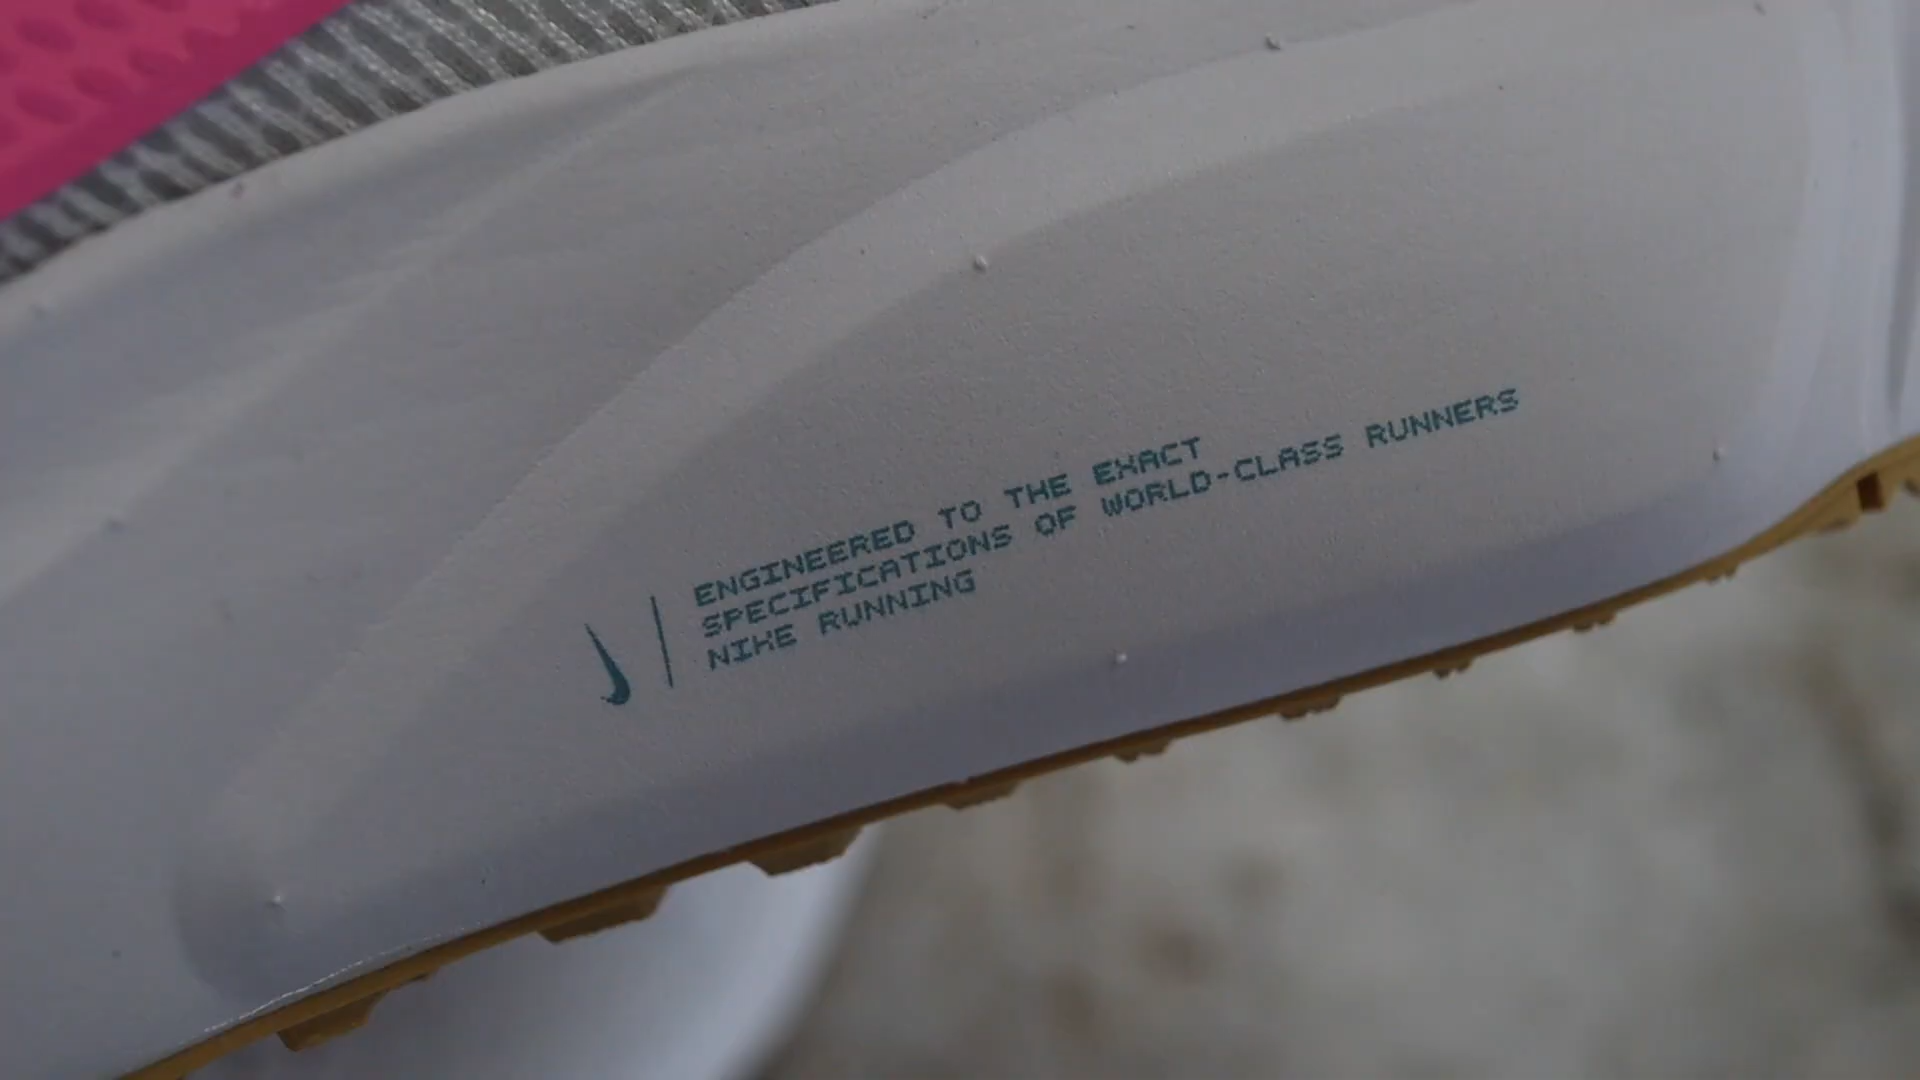 ENGINEERED TO THE EXACT
SPECIFICATIONS OF WORLD-CLASS RUNNERS
NIKE RUNNING